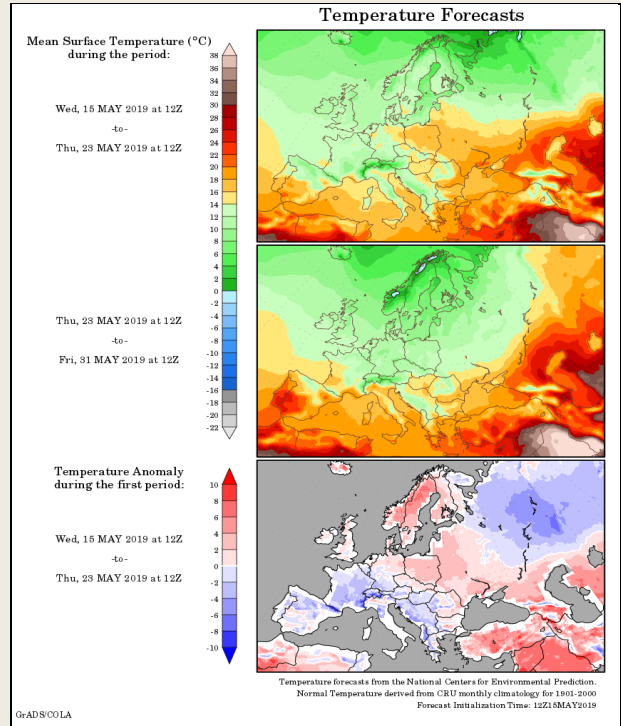 Temperature Forecasts
Mean Surface Temperature (°C)
during the period:
Wed, 15 MAY 2019 at 12Z
-to-
Thu, 23 MAY 2019 at 12Z
38
36
34
32
30
28
26
24
22
20
18
16
14
12
10
8
6
4
2
0
-2
-4
-6
-8
-10
-12
-14
-16
-18
-20
-22
Thu, 23 MAY 2019 at 12Z
-to-
Fri, 31 MAY 2019 at 12Z
Temperature Anomaly
during the first period:
Wed, 15 MAY 2019 at 12Z
-to-
Thu, 23 MAY 2019 at 12Z
10
8
6
4
2
0
-2
-4
-6
-8
-10
Temperature forecasts from the National Centers for Environmental Prediction.
Normal Temperature derived from CRU monthly climatology for 1901-2000
Forecast Initialization Time: 12Z15MAY2019
GrADS/COLA